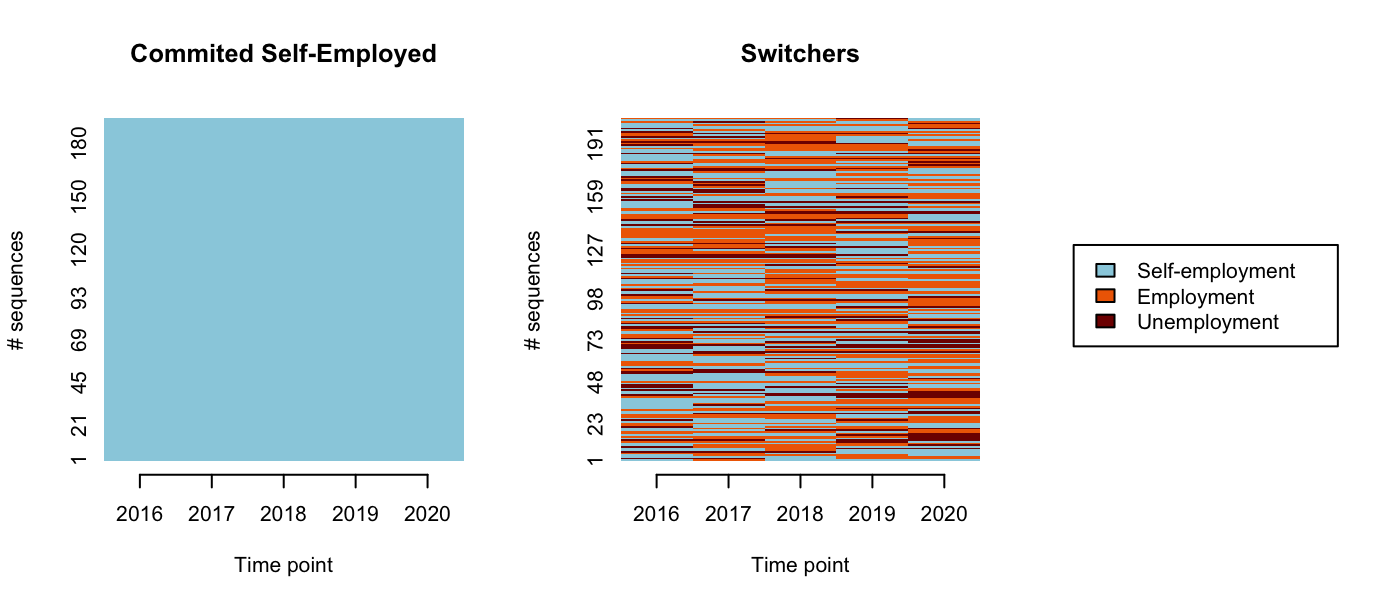 Commited Self-Employed
# sequences
180
150
120
93
69
45
21
1
2016 2017 2018 2019 2020
Time point
Switchers
# sequences
191
159
127
98
73
48
23
1
2016 2017 2018 2019 2020
Time point
Self-employment
Employment
Unemployment